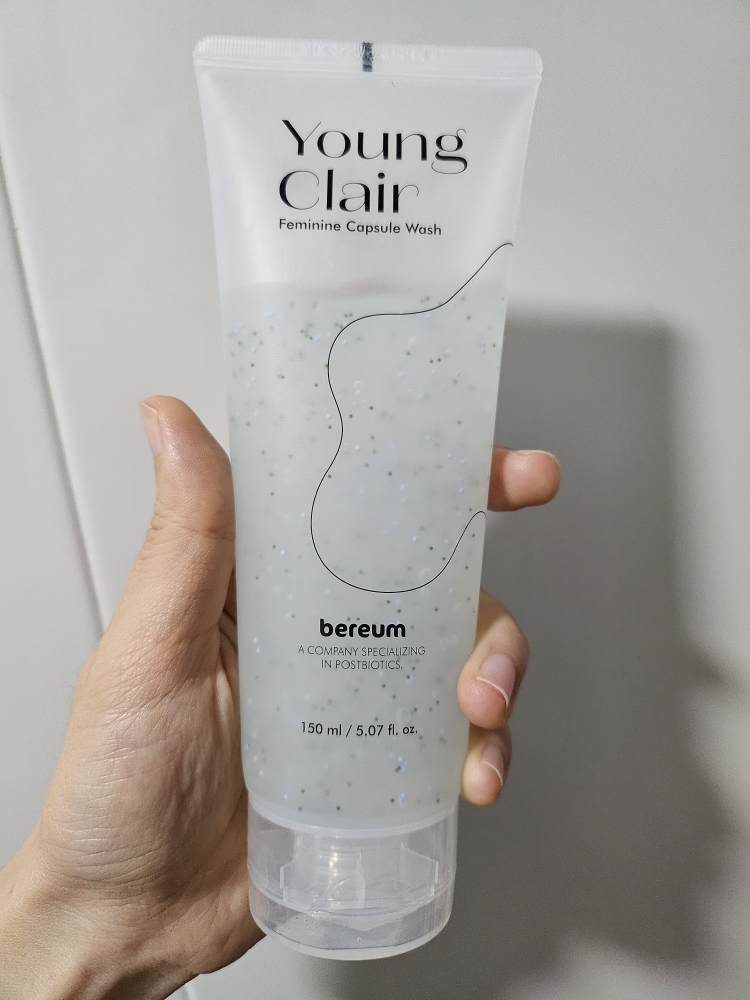 Young
Clair
Feminine Capsule Wash
bereum
A COMPANY SPECIALIZING
IN POSTBIOTICS.
150 ml / 5.07 fl. oz.